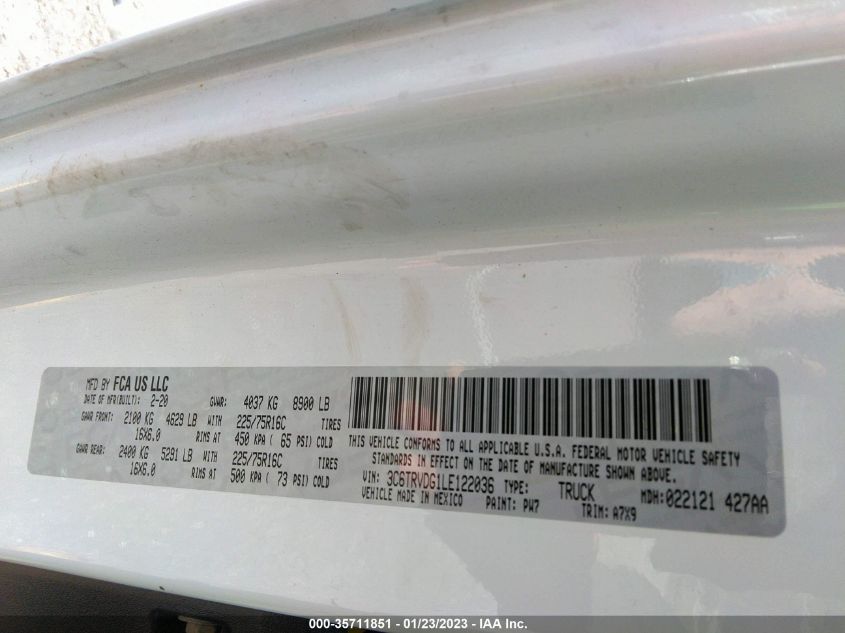 MFD BY FCA US LLC
DATE OF MFR(BUILT): 2-20 GVWR: 4037 KG 8900 LB
GAWR FRONT: 2100 KG 4629 LB WITH 225/75R16C TIRES
16X6.0 RIMS AT 450 KPA ( 65 PSI) COLD
GAWR REAR: 2400 KG 5291 LB WITH 225/75R16C TIRES
16X6.0 RIMS AT 500 KPA ( 73 PSI) COLD
THIS VEHICLE CONFORMS TO ALL APPLICABLE U.S.A. FEDERAL MOTOR VEHICLE SAFETY
STANDARDS IN EFFECT ON THE DATE OF MANUFACTURE SHOWN ABOVE.
VIN: 3C6TRVDG1LE122036 TYPE: TRUCK MDH:022121 427AA
VEHICLE MADE IN MEXICO PAINT: PW7 TRIM: A7X9
000-35711851 - 01/23/2023 - IAA Inc.